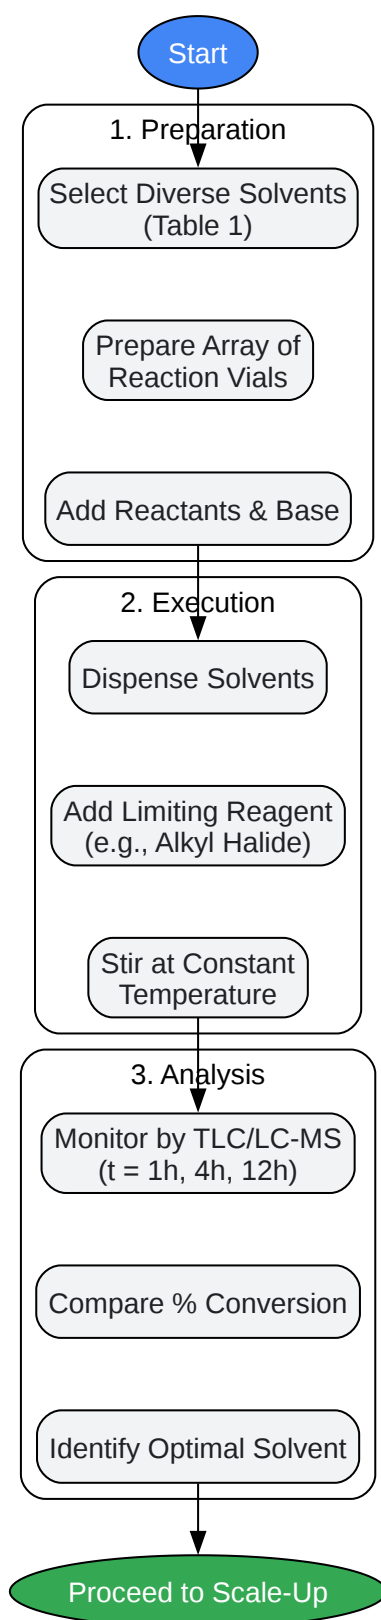 Start
1. Preparation
Select Diverse Solvents
(Table 1)
Prepare Array of
Reaction Vials
Add Reactants & Base
2. Execution
Dispense Solvents
Add Limiting Reagent
(e.g., Alkyl Halide)
Stir at Constant
Temperature
3. Analysis
Monitor by TLC/LC-MS
(t = 1h, 4h, 12h)
Compare % Conversion
Identify Optimal Solvent
Proceed to Scale-Up